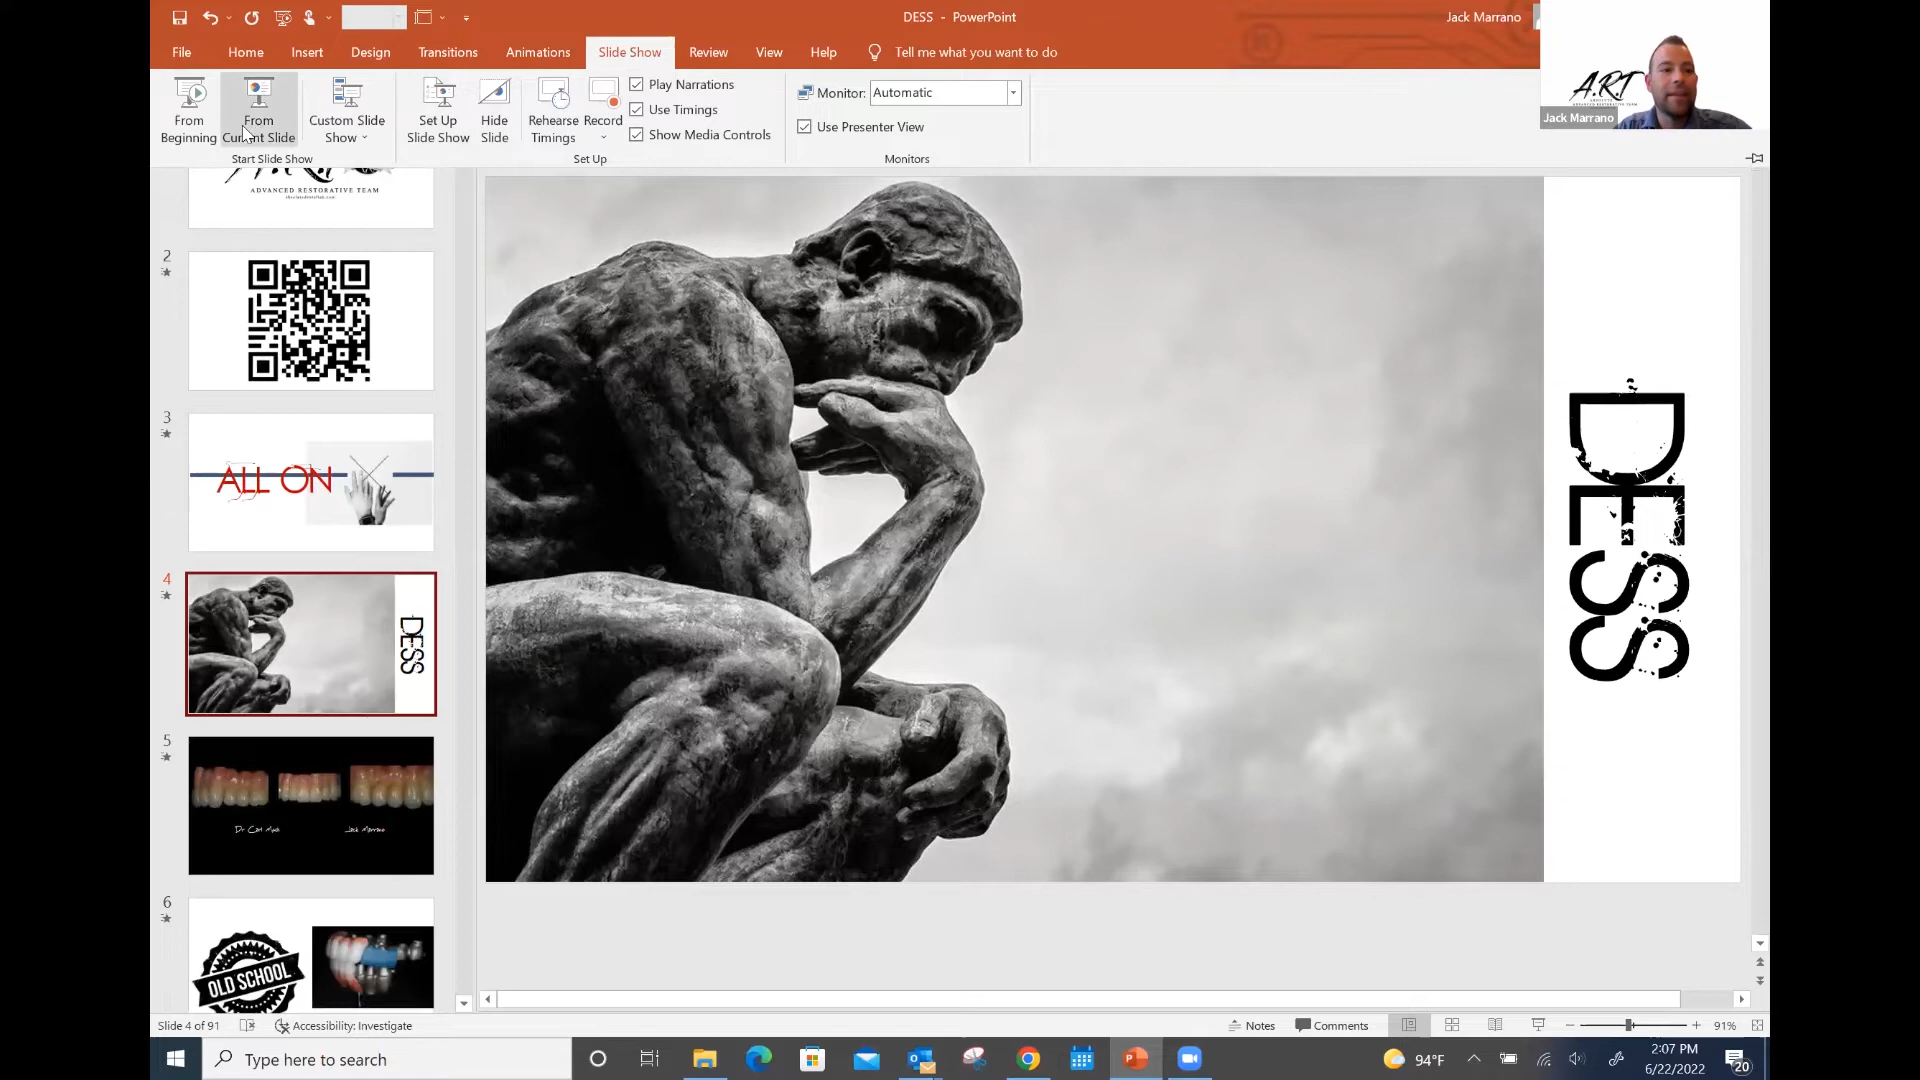 DESS - PowerPoint
Jack Marrano
File Home Insert Design Transitions Animations Slide Show Review View Help Tell me what you want to do
From Beginning
From Current Slide
Custom Slide Show
Start Slide Show
Set Up Slide Show
Hide Slide
Rehearse Timings
Record
Play Narrations
Use Timings
Show Media Controls
Set Up
Monitor: Automatic
Use Presenter View
Monitors
A.R.T
Jack Marrano
ADVANCED RESTORATIVE TEAM
2
3
ALL ON
4
DESS
5
Jack Marrano
6
OLD SCHOOL
DESS
Slide 4 of 91
Accessibility: Investigate
Notes
Comments
91%
Type here to search
94°F
2:07 PM
6/22/2022
20